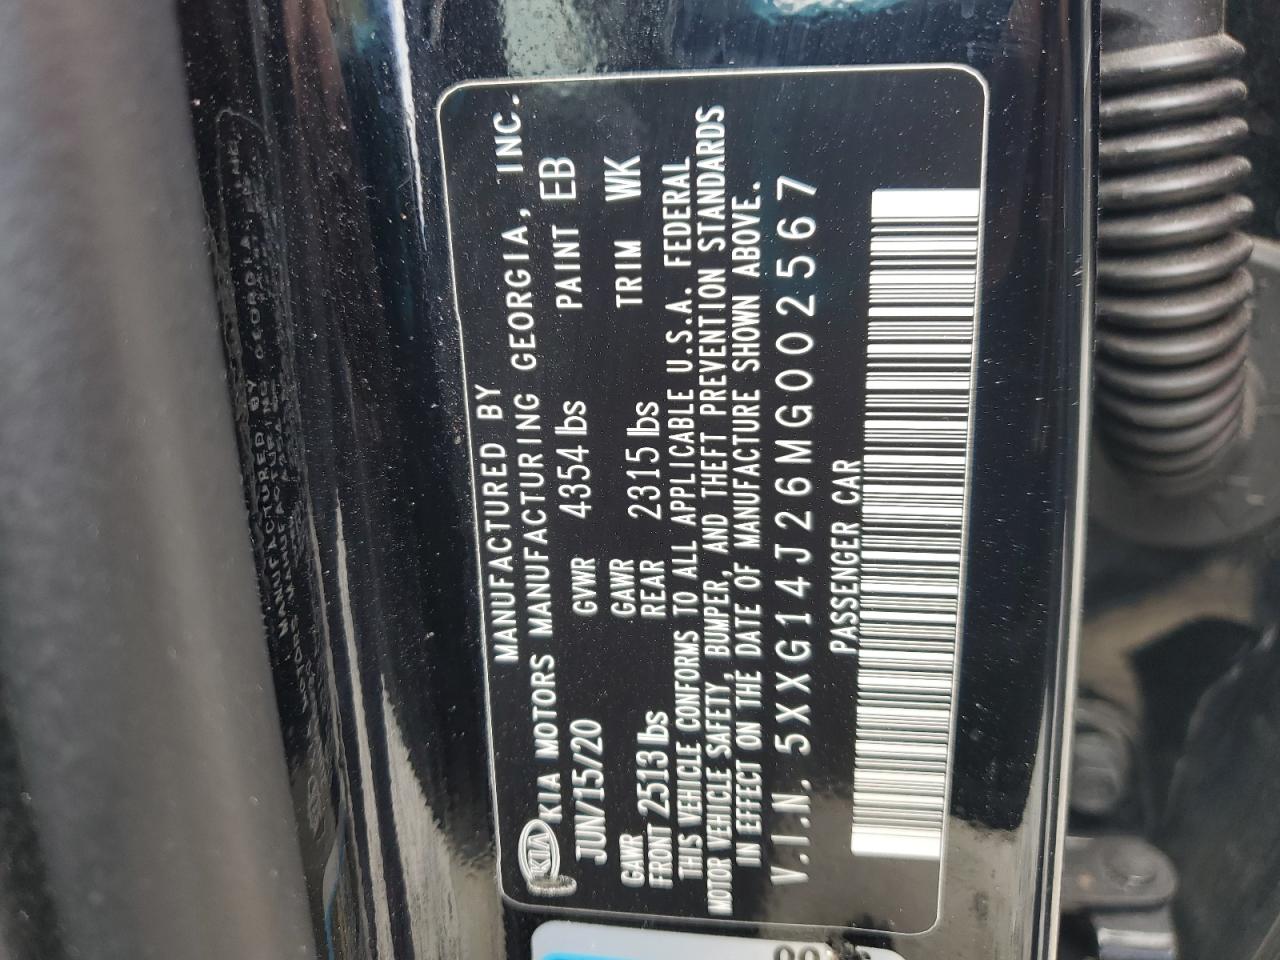 MANUFACTURED BY
KIA KIA MOTORS MANUFACTURING GEORGIA, INC.
JUN/15/20 GVWR 4354 lbs PAINT EB
GAWR FRONT 2513 lbs GAWR REAR 2315 lbs TRIM WK
THIS VEHICLE CONFORMS TO ALL APPLICABLE U.S.A. FEDERAL
MOTOR VEHICLE SAFETY, BUMPER, AND THEFT PREVENTION STANDARDS
IN EFFECT ON THE DATE OF MANUFACTURE SHOWN ABOVE.
V.I.N. 5XXG14J26MG002567
PASSENGER CAR